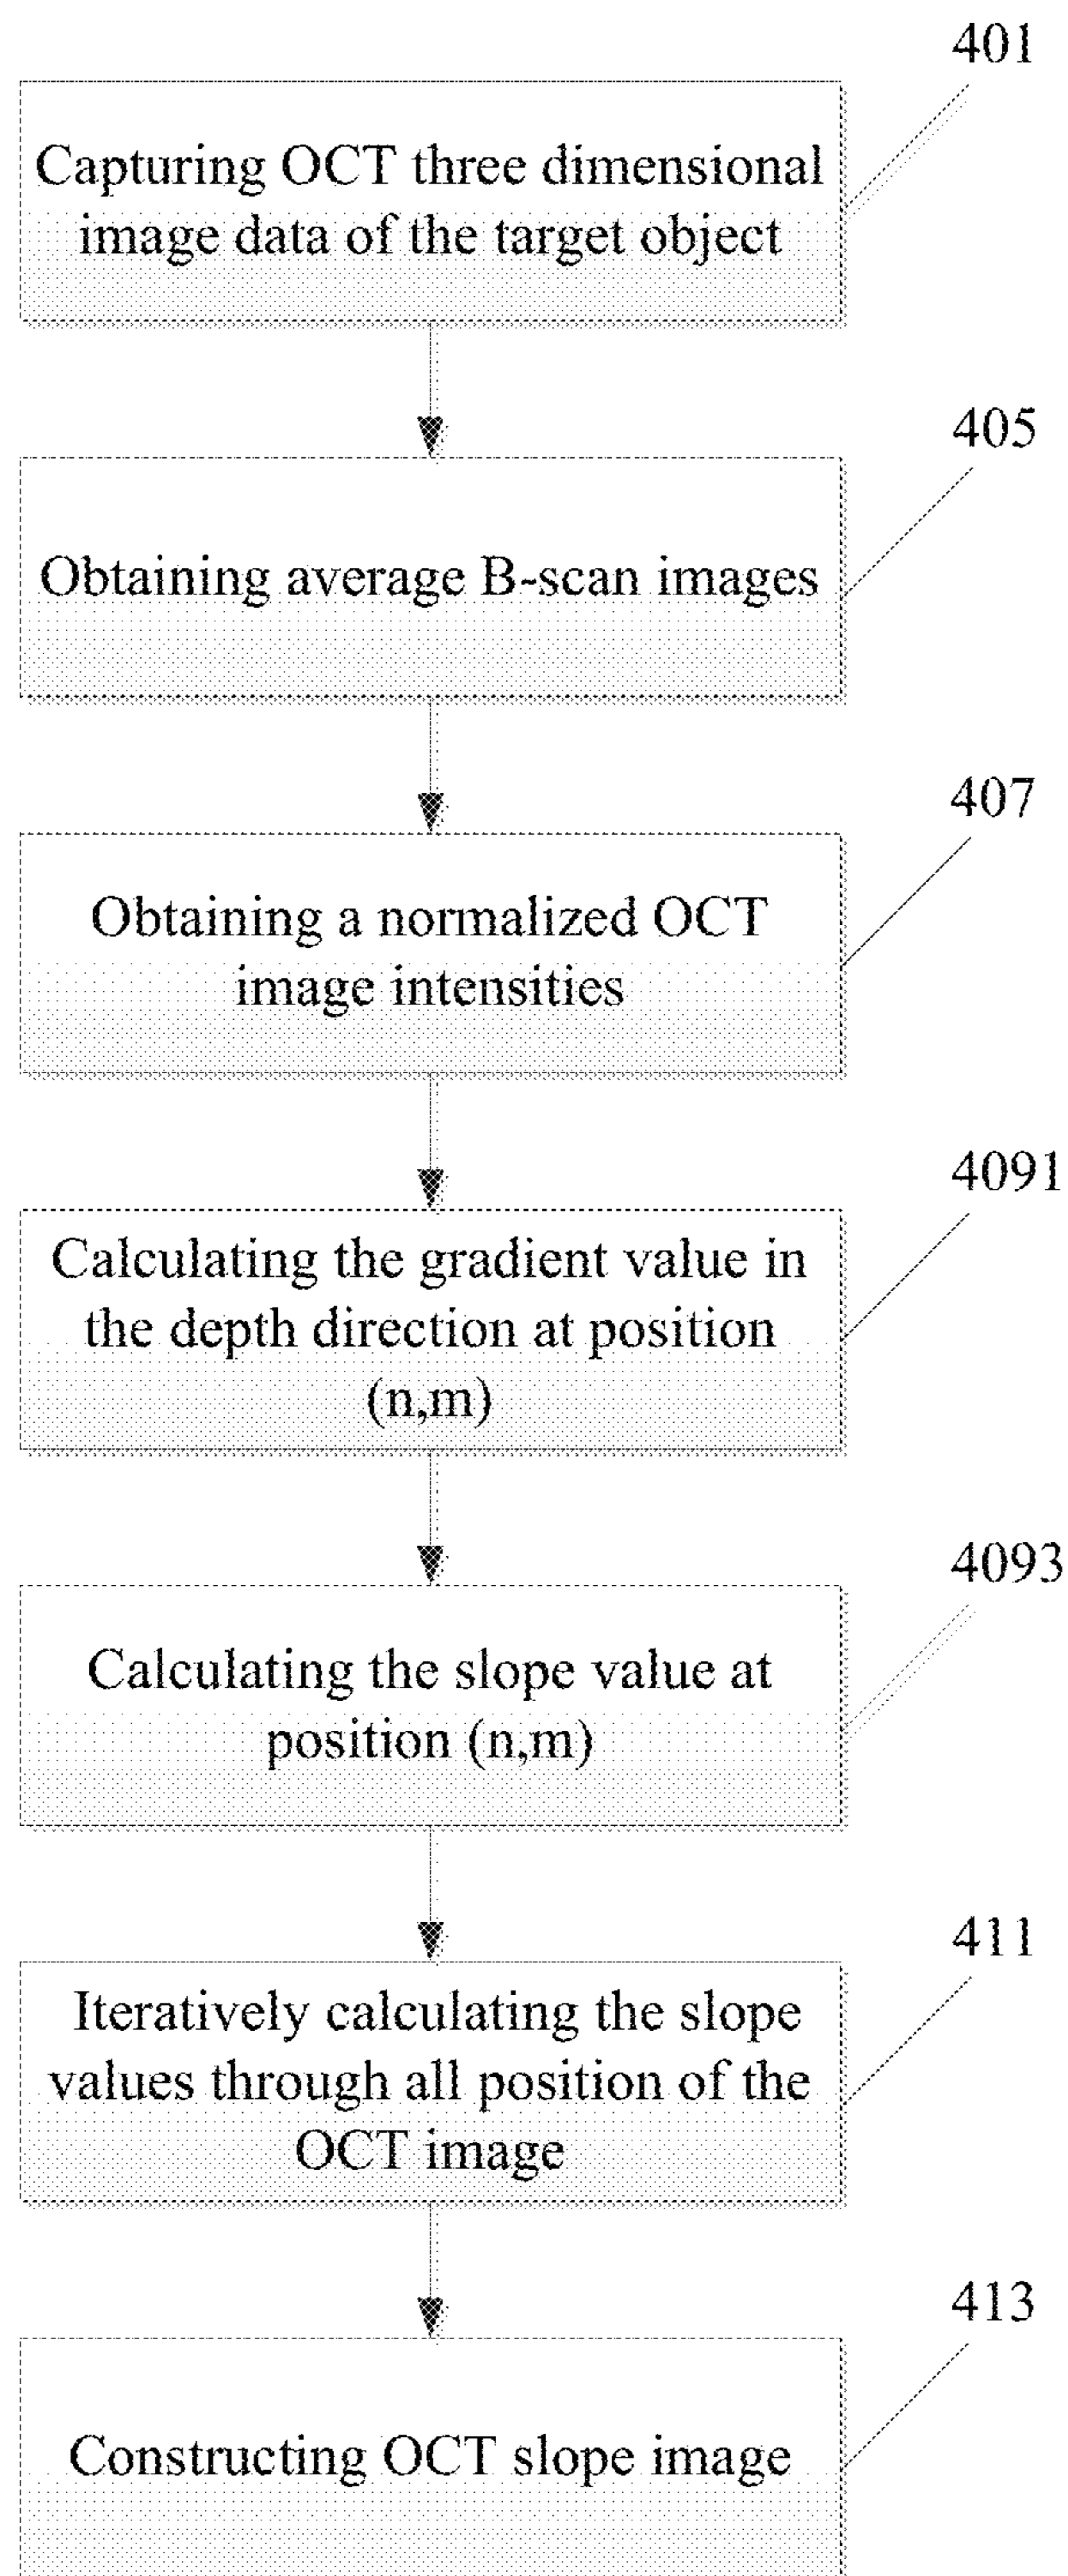 401
Capturing OCT three dimensional
image data of the target object
405
Obtaining average B-scan images
407
Obtaining a normalized OCT
image intensities
4091
Calculating the gradient value in
the depth direction at position
(n,m)
4093
Calculating the slope value at
position (n,m)
411
Iteratively calculating the slope
values through all position of the
OCT image
413
Constructing OCT slope image